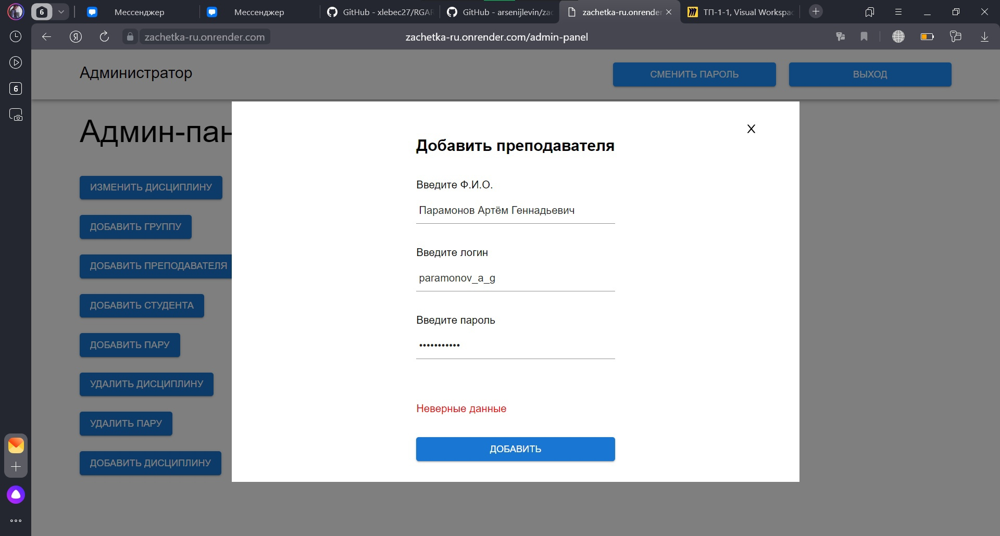 6
Мессенджер
Мессенджер
GitHub - xlebec27/RGAR
GitHub - arsenijlevin/zac
zachetka-ru.onrender
ТП-1-1, Visual Workspac
zachetka-ru.onrender.com
zachetka-ru.onrender.com/admin-panel
6
Администратор
СМЕНИТЬ ПАРОЛЬ
ВЫХОД
Админ-пан
ИЗМЕНИТЬ ДИСЦИПЛИНУ
ДОБАВИТЬ ГРУППУ
ДОБАВИТЬ ПРЕПОДАВАТЕЛЯ
ДОБАВИТЬ СТУДЕНТА
ДОБАВИТЬ ПАРУ
УДАЛИТЬ ДИСЦИПЛИНУ
УДАЛИТЬ ПАРУ
ДОБАВИТЬ ДИСЦИПЛИНУ
X
Добавить преподавателя
Введите Ф.И.О.
Парамонов Артём Геннадьевич
Введите логин
paramonov_a_g
Введите пароль
•••••••••••
Неверные данные
ДОБАВИТЬ